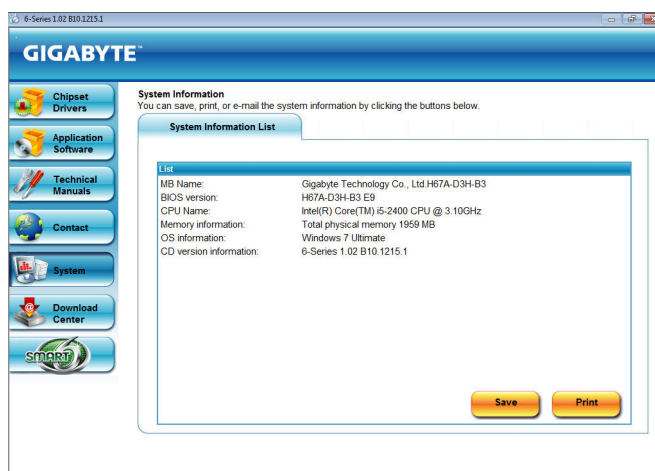 6-Series 1.02 B10.1215.1
GIGABYTE™
Chipset
Drivers
Application
Software
Technical
Manuals
Contact
System
Download
Center
SMART 6
System Information
You can save, print, or e-mail the system information by clicking the buttons below.
System Information List
List
MB Name: Gigabyte Technology Co., Ltd.H67A-D3H-B3
BIOS version: H67A-D3H-B3 E9
CPU Name: Intel(R) Core(TM) i5-2400 CPU @ 3.10GHz
Memory information: Total physical memory 1959 MB
OS information: Windows 7 Ultimate
CD version information: 6-Series 1.02 B10.1215.1
Save Print